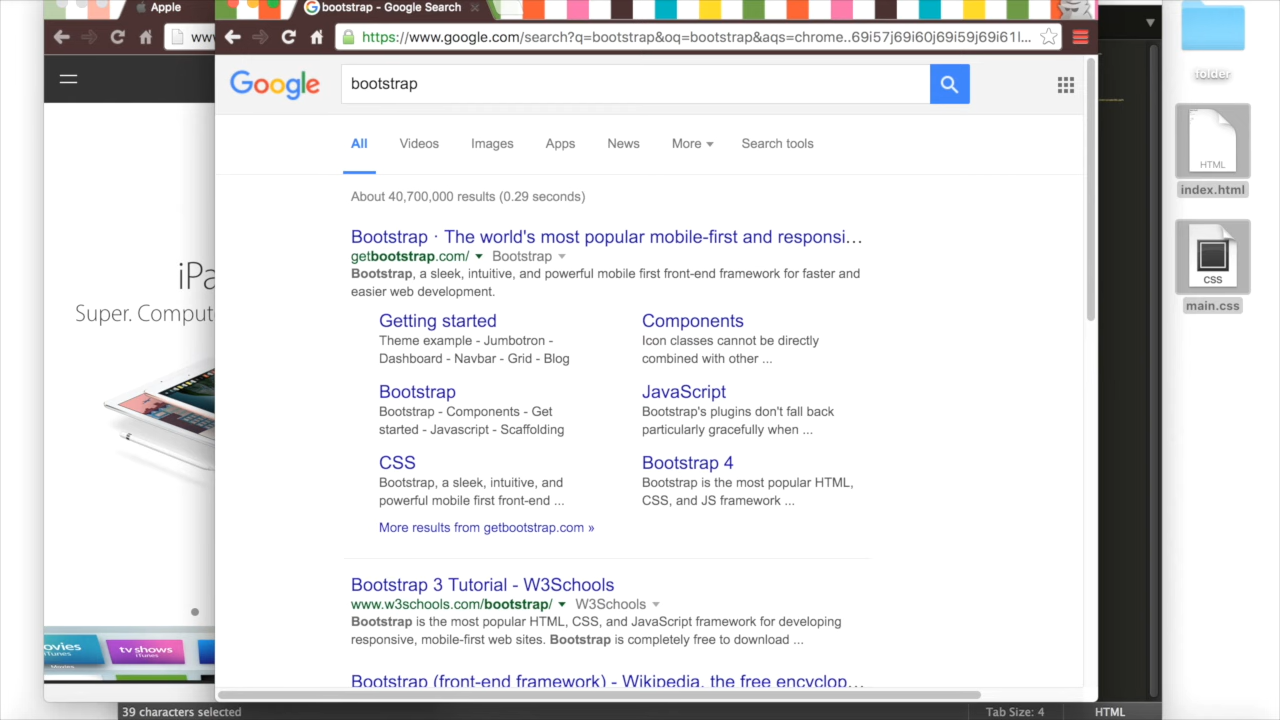 Apple
bootstrap - Google Search
https://www.google.com/search?q=bootstrap&oq=bootstrap&aqs=chrome..69i57j69i60j69i59j69i61l...
Google
bootstrap
All Videos Images Apps News More Search tools
About 40,700,000 results (0.29 seconds)
Bootstrap · The world's most popular mobile-first and responsi...
getbootstrap.com/ Bootstrap
Bootstrap, a sleek, intuitive, and powerful mobile first front-end framework for faster and
easier web development.
Getting started
Theme example - Jumbotron -
Dashboard - Navbar - Grid - Blog
Components
Icon classes cannot be directly
combined with other ...
Bootstrap
Bootstrap - Components - Get
started - Javascript - Scaffolding
JavaScript
Bootstrap's plugins don't fall back
particularly gracefully when ...
CSS
Bootstrap, a sleek, intuitive, and
powerful mobile first front-end ...
Bootstrap 4
Bootstrap is the most popular HTML,
CSS, and JS framework ...
More results from getbootstrap.com »
Bootstrap 3 Tutorial - W3Schools
www.w3schools.com/bootstrap/ W3Schools
Bootstrap is the most popular HTML, CSS, and JavaScript framework for developing
responsive, mobile-first web sites. Bootstrap is completely free to download ...
Bootstrap (front-end framework) - Wikipedia, the free encyclop...
iPa
Super. Comput
ovies
iTunes
Movies
tv shows
iTunes
folder
HTML
index.html
CSS
main.css
39 characters selected
Tab Size: 4
HTML